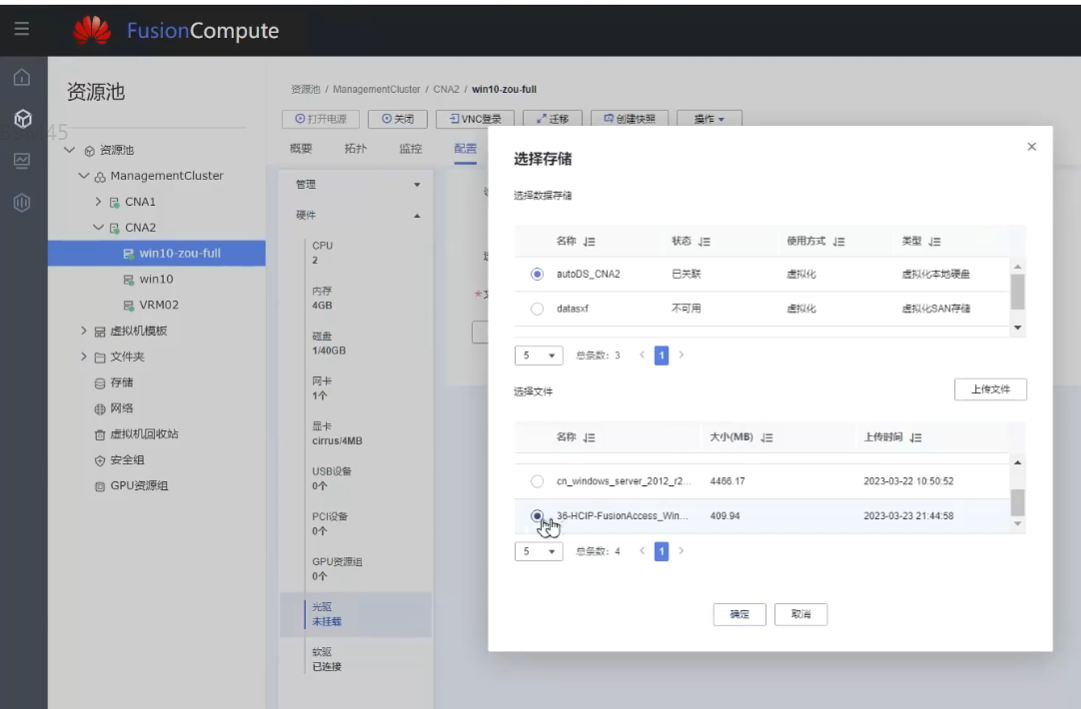 FusionCompute
资源池
资源池 / ManagementCluster / CNA2 / win10-zou-full
打开电源 关闭 VNC登录 迁移 创建快照 操作
45
概要 拓扑 监控 配置
资源池
ManagementCluster
CNA1
CNA2
win10-zou-full
win10
VRM02
虚拟机模板
文件夹
存储
网络
虚拟机回收站
安全组
GPU资源组
管理
硬件
CPU
2
内存
4GB
磁盘
1/40GB
网卡
1个
显卡
cirrus/4MB
USB设备
0个
PCI设备
0个
GPU资源组
0个
光驱
未挂载
软驱
已连接
选择存储
选择数据存储
名称 状态 使用方式 类型
autoDS_CNA2 已关联 虚拟化 虚拟化本地硬盘
datasxf 不可用 虚拟化 虚拟化SAN存储
5 总条数: 3 1
选择文件 上传文件
名称 大小(MB) 上传时间
cn_windows_server_2012_r2... 4466.17 2023-03-22 10:50:52
36-HCIP-FusionAccess_Win... 409.94 2023-03-23 21:44:58
5 总条数: 4 1
确定 取消